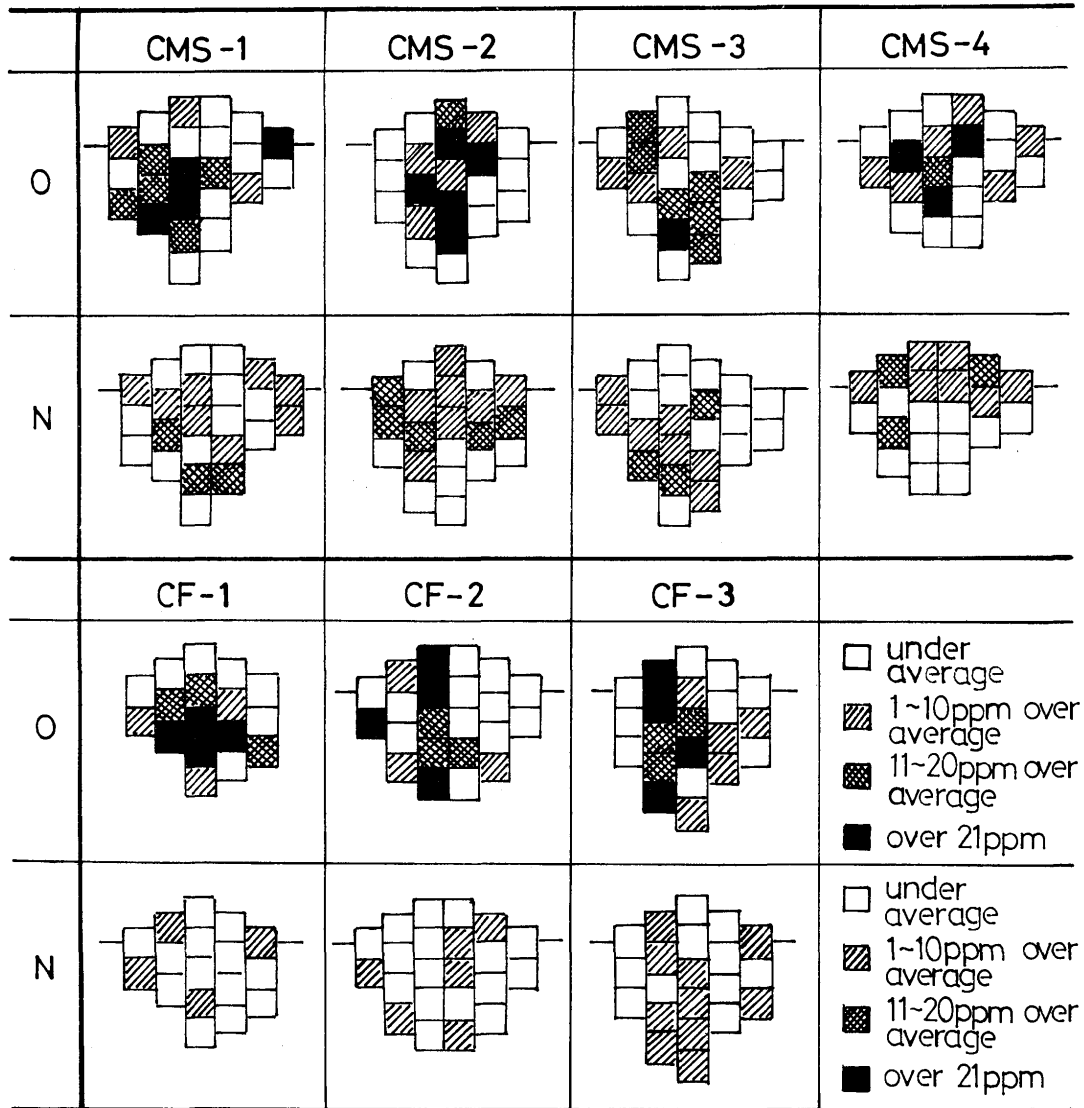 CMS-1 CMS-2 CMS-3 CMS-4
O
N
CF-1 CF-2 CF-3
O
under
average
1~10ppm over
average
11~20ppm over
average
over 21ppm
N
under
average
1~10ppm over
average
11~20ppm over
average
over 21ppm